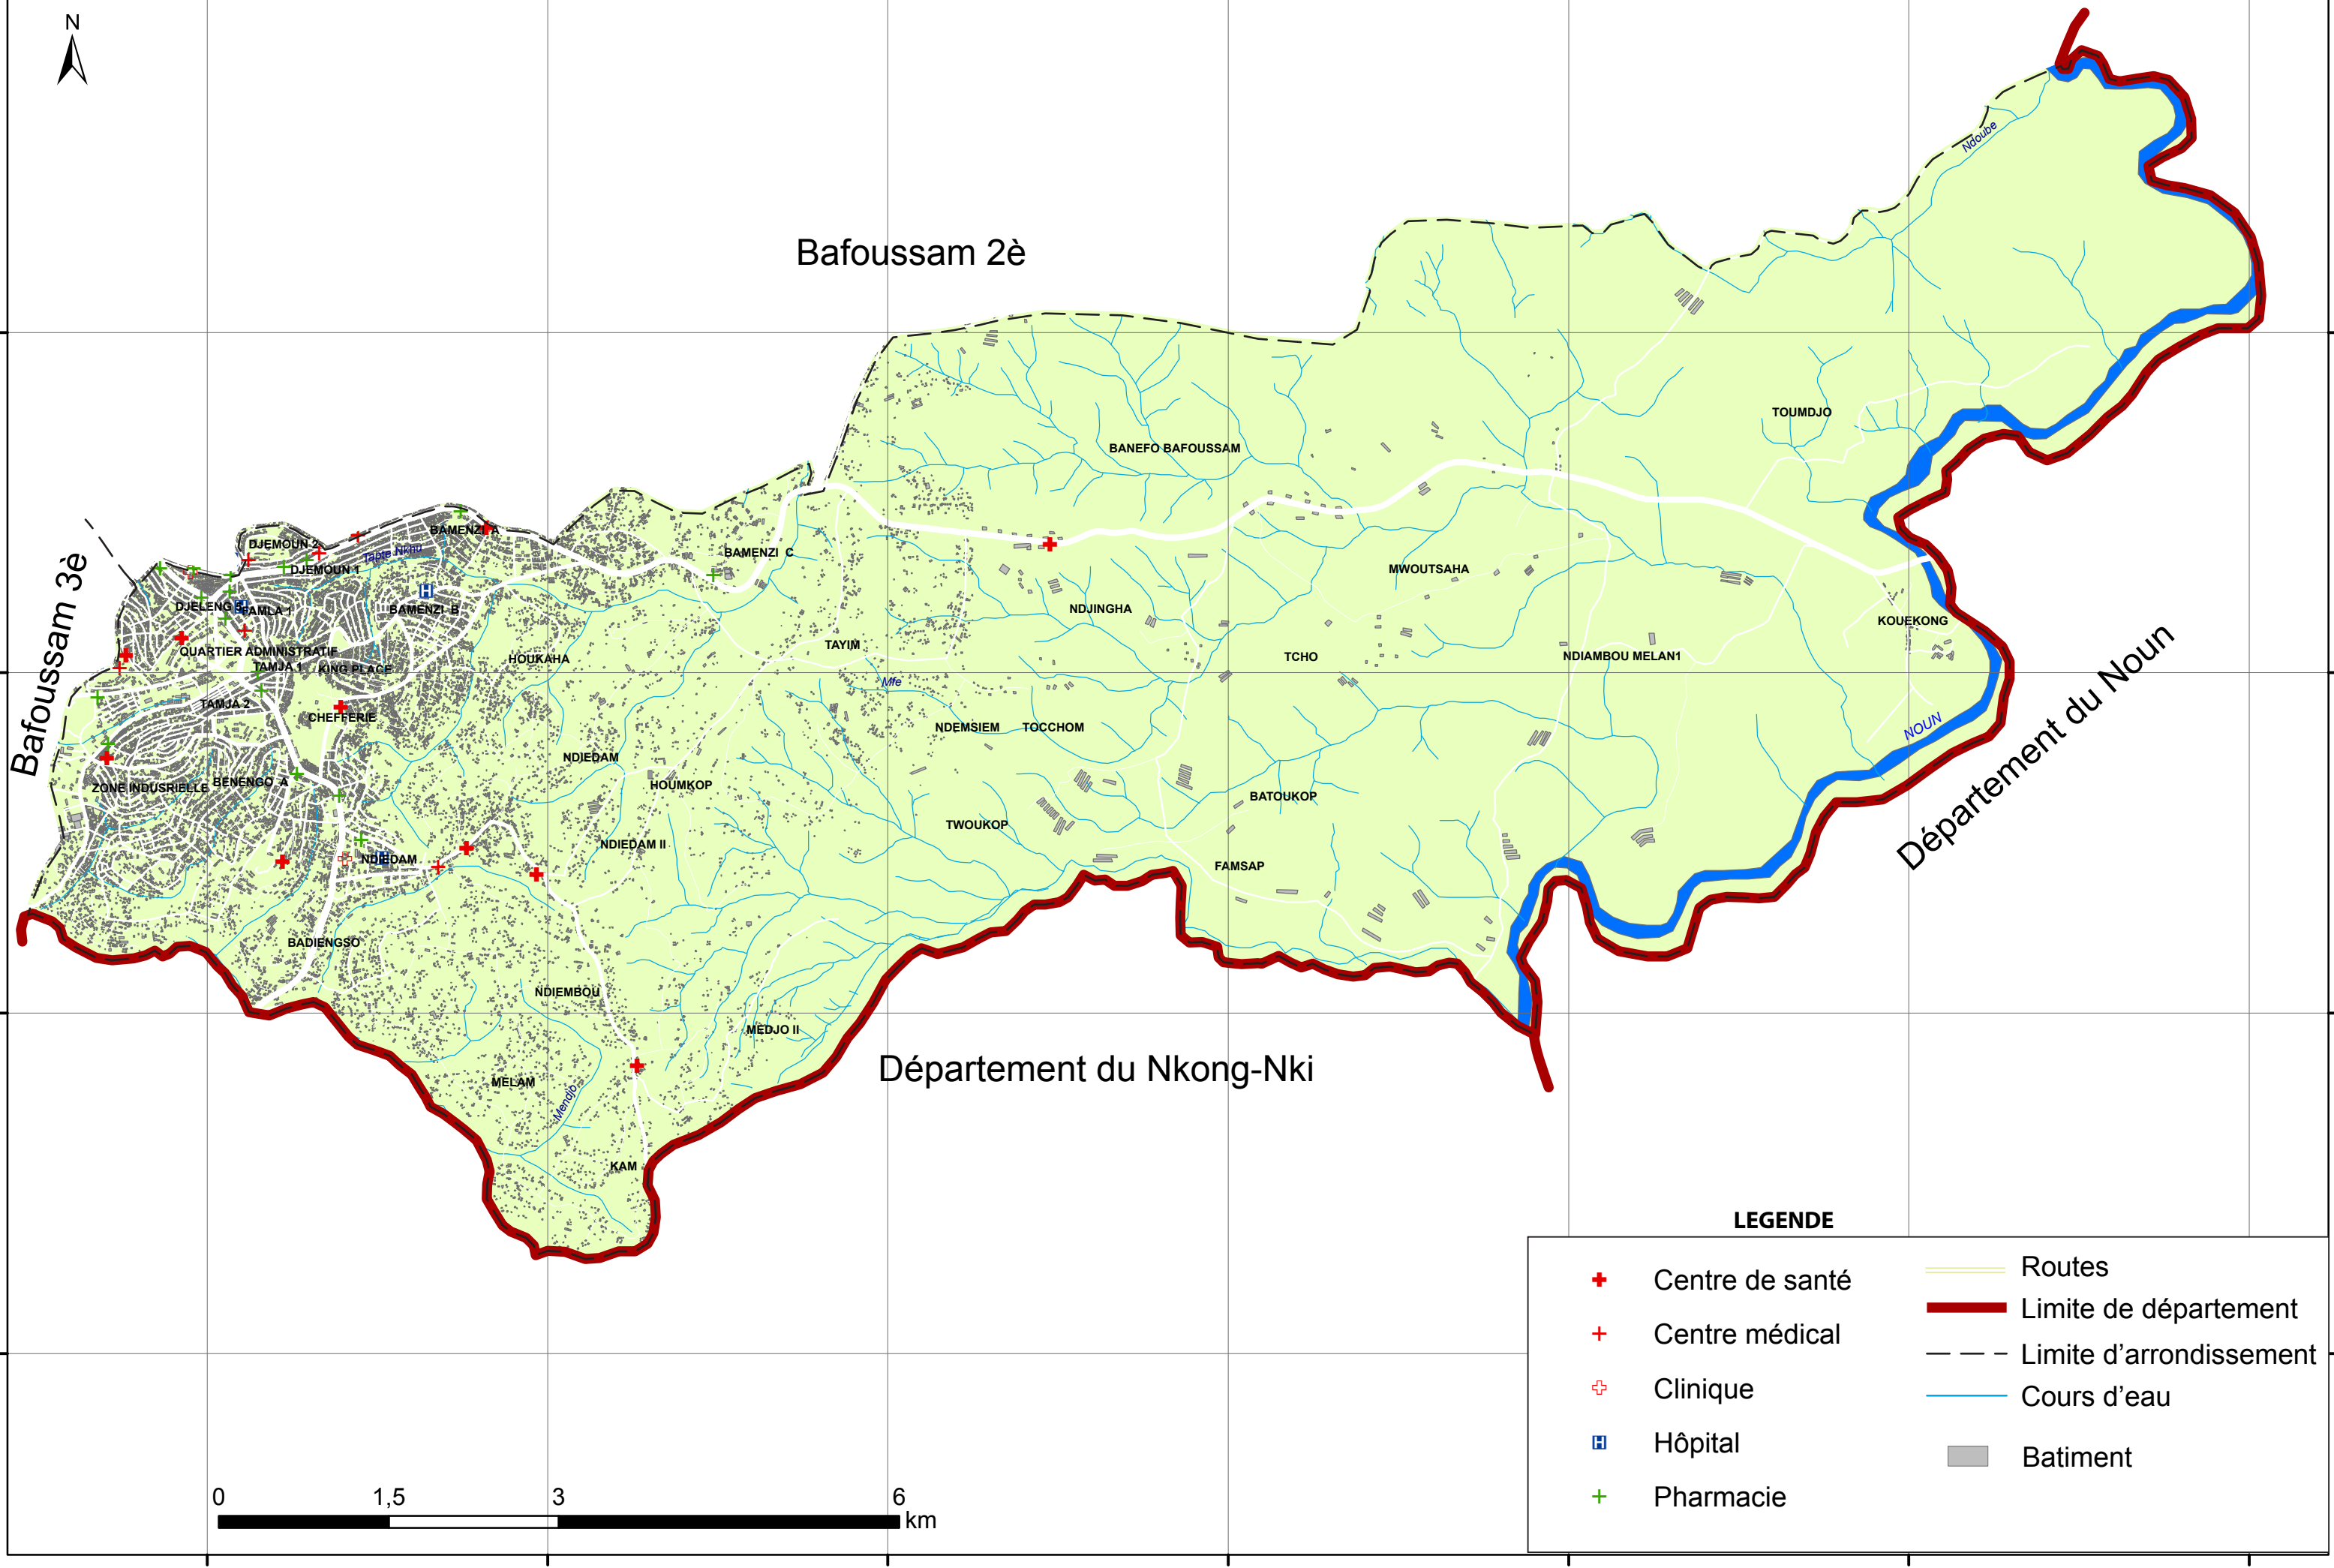 N
Bafoussam 2è
Ndoube
TOUMDJO
BANEFO BAFOUSSAM
BAMENZI A
DJEMOUN 2
Tapte Nkhu
BAMENZI C
DJEMOUN 1
MWOUTSAHA
Bafoussam 3è
DJELENG
FAMLA 1
BAMENZI B
NDJINGHA
KOUEKONG
QUARTIER ADMINISTRATIF
TAYIM
HOUKAHA
TCHO
NDIAMBOU MELAN1
TAMJA 1
KING PLACE
Mfe
TAMJA 2
CHEFFERIE
NDEMSIEM
TOCCHOM
NOUN
Département du Noun
NDIEDAM
ZONE INDUSRIELLE
BENENGO A
HOUMKOP
BATOUKOP
TWOUKOP
NDIEDAM II
NDIEDAM
FAMSAP
BADIENGSO
NDIEMBOU
MEDJO II
Département du Nkong-Nki
MELAM
Mendjo
KAM
LEGENDE
Centre de santé
Centre médical
Clinique
Hôpital
Pharmacie
Routes
Limite de département
Limite d’arrondissement
Cours d’eau
Batiment
0 1,5 3 6
km